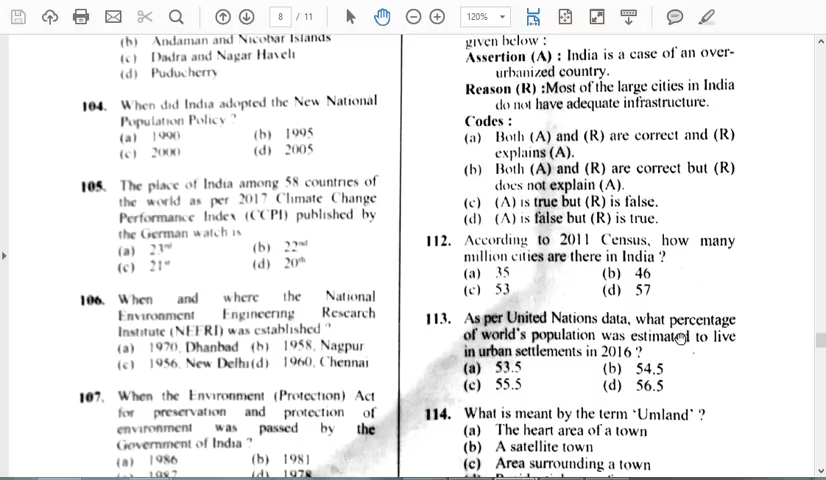 8 / 11
120%
(b) Andaman and Nicobar Islands
(c) Dadra and Nagar Haveli
(d) Puducherry
104. When did India adopted the New National
Population Policy ?
(a) 1990 (b) 1995
(c) 2000 (d) 2005
105. The place of India among 58 countries of
the world as per 2017 Climate Change
Performance Index (CCPI) published by
the German watch is
(a) 23rd (b) 22nd
(c) 21st (d) 20th
106. When and where the National
Environment Engineering Research
Institute (NEERI) was established ?
(a) 1970, Dhanbad (b) 1958, Nagpur
(c) 1956, New Delhi (d) 1960, Chennai
107. When the Environment (Protection) Act
for preservation and protection of
environment was passed by the
Government of India ?
(a) 1986 (b) 1981
(c) 1987 (d) 1978
given below :
Assertion (A) : India is a case of an over-
urbanized country.
Reason (R) :Most of the large cities in India
do not have adequate infrastructure.
Codes :
(a) Both (A) and (R) are correct and (R)
explains (A).
(b) Both (A) and (R) are correct but (R)
does not explain (A).
(c) (A) is true but (R) is false.
(d) (A) is false but (R) is true.
112. According to 2011 Census, how many
million cities are there in India ?
(a) 35 (b) 46
(c) 53 (d) 57
113. As per United Nations data, what percentage
of world's population was estimated to live
in urban settlements in 2016 ?
(a) 53.5 (b) 54.5
(c) 55.5 (d) 56.5
114. What is meant by the term 'Umland' ?
(a) The heart area of a town
(b) A satellite town
(c) Area surrounding a town